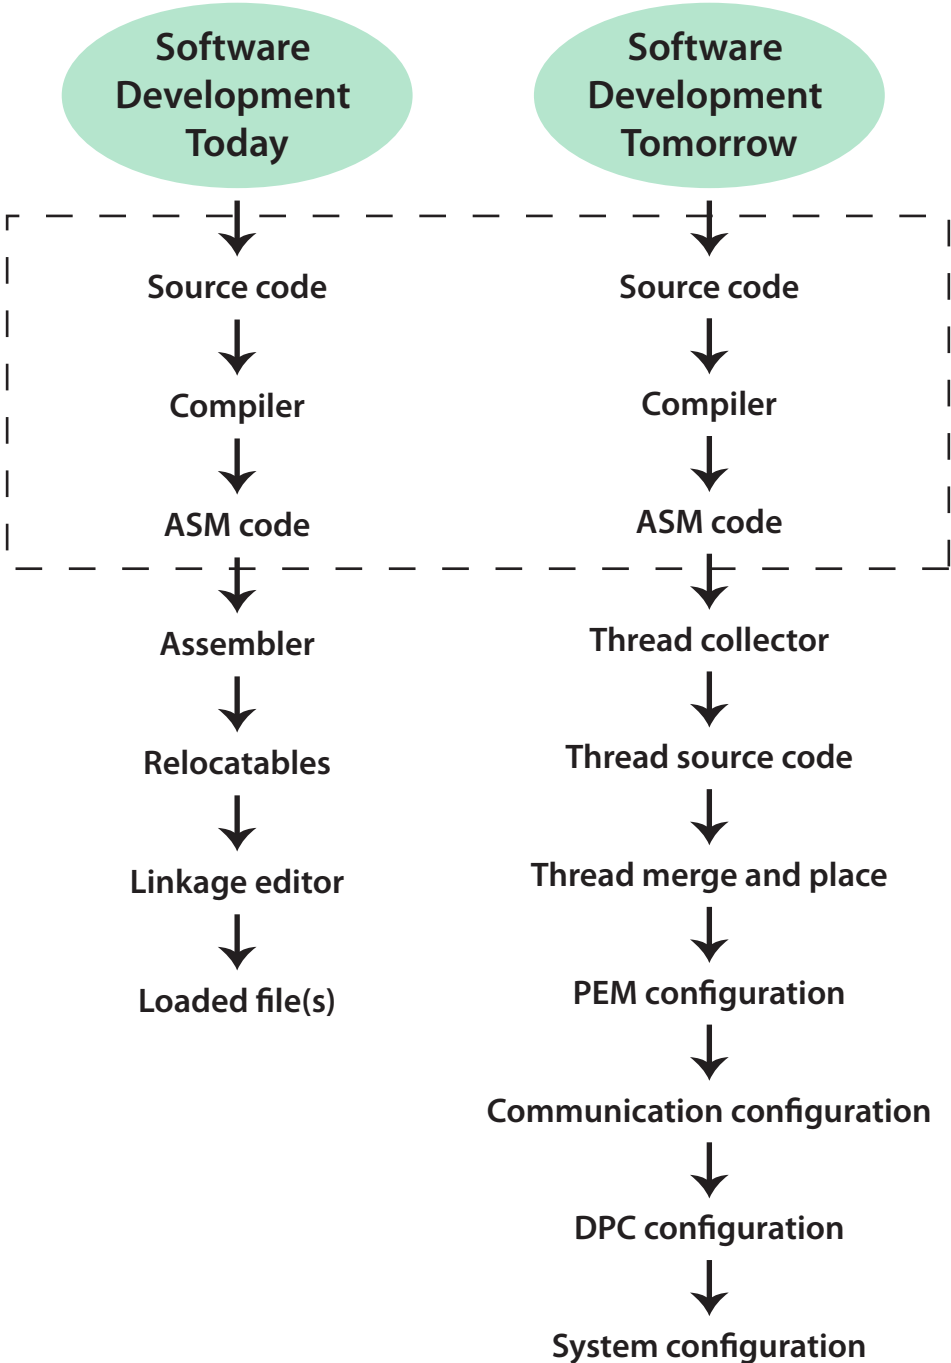 Software
Development
Today
Source code
Compiler
ASM code
Assembler
Relocatables
Linkage editor
Loaded file(s)
Software
Development
Tomorrow
Source code
Compiler
ASM code
Thread collector
Thread source code
Thread merge and place
PEM configuration
Communication configuration
DPC configuration
System configuration